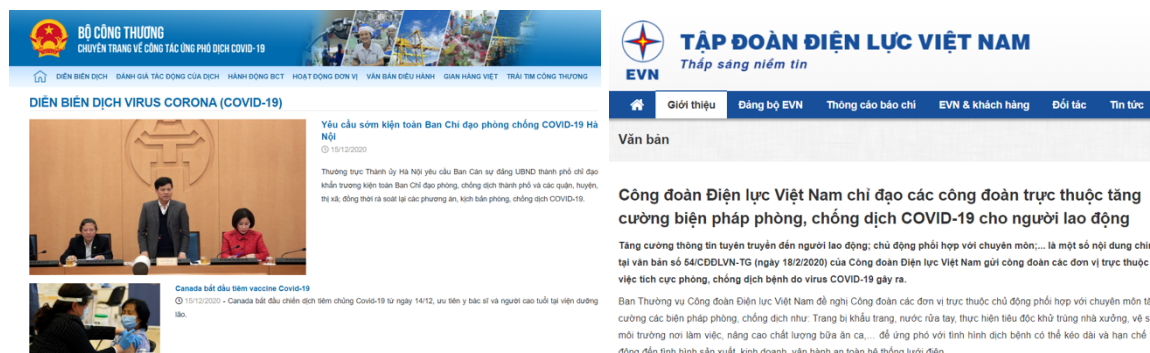 BỘ CÔNG THƯƠNG
CHUYÊN TRANG VỀ CÔNG TÁC ỨNG PHÓ DỊCH COVID-19
DIỄN BIẾN DỊCH ĐÁNH GIÁ TÁC ĐỘNG CỦA DỊCH HÀNH ĐỘNG BCT HOẠT ĐỘNG ĐƠN VỊ VĂN BẢN ĐIỀU HÀNH GIAN HÀNG VIỆT TRÁI TIM CÔNG THƯƠNG
DIỄN BIẾN DỊCH VIRUS CORONA (COVID-19)
Yêu cầu sớm kiện toàn Ban Chỉ đạo phòng chống COVID-19 Hà
Nội
15/12/2020
Thường trực Thành ủy Hà Nội yêu cầu Ban Cán sự đảng UBND thành phố chỉ đạo
khẩn trương kiện toàn Ban Chỉ đạo phòng, chống dịch thành phố và các quận, huyện,
thị xã; đồng thời rà soát lại các phương án, kịch bản phòng, chống dịch COVID-19.
Canada bắt đầu tiêm vaccine Covid-19
15/12/2020 - Canada bắt đầu chiến dịch tiêm chủng Covid-19 từ ngày 14/12, ưu tiên y bác sĩ và người cao tuổi tại viện dưỡng
lão.
EVN
TẬP ĐOÀN ĐIỆN LỰC VIỆT NAM
Thắp sáng niềm tin
Giới thiệu Đảng bộ EVN Thông cáo báo chí EVN & khách hàng Đối tác Tin tức
Văn bản
Công đoàn Điện lực Việt Nam chỉ đạo các công đoàn trực thuộc tăng
cường biện pháp phòng, chống dịch COVID-19 cho người lao động
Tăng cường thông tin tuyên truyền đến người lao động; chủ động phối hợp với chuyên môn;... là một số nội dung chín
tại văn bản số 54/CĐĐLVN-TG (ngày 18/2/2020) của Công đoàn Điện lực Việt Nam gửi công đoàn các đơn vị trực thuộc
việc tích cực phòng, chống dịch bệnh do virus COVID-19 gây ra.
Ban Thường vụ Công đoàn Điện lực Việt Nam đề nghị Công đoàn các đơn vị trực thuộc chủ động phối hợp với chuyên môn tă
cường các biện pháp phòng, chống dịch như: Trang bị khẩu trang, nước rửa tay, thực hiện tiêu độc khử trùng nhà xưởng, vệ s
môi trường nơi làm việc, nâng cao chất lượng bữa ăn ca,... để ứng phó với tình hình dịch bệnh có thể kéo dài và hạn chế
động đến tình hình sản xuất, kinh doanh, vận hành an toàn hệ thống lưới điện